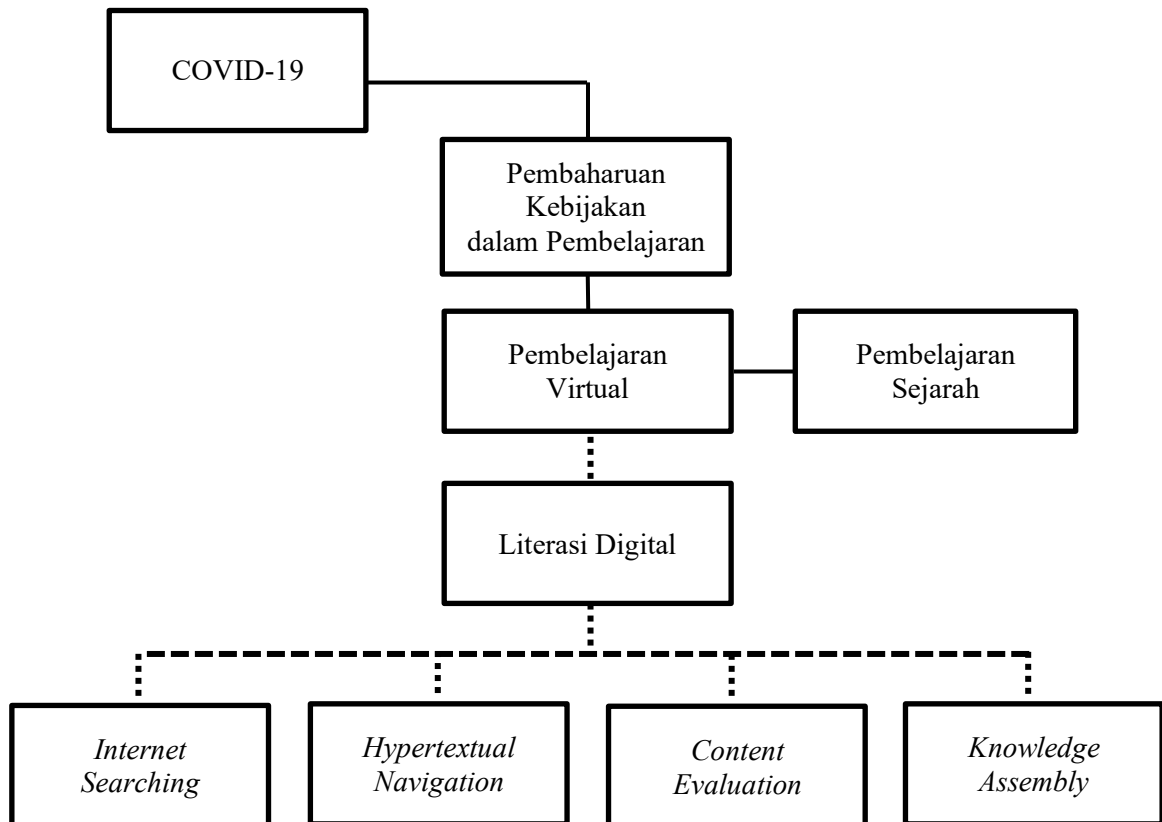 COVID-19
Pembaharuan
Kebijakan
dalam Pembelajaran
Pembelajaran
Virtual
Pembelajaran
Sejarah
Literasi Digital
Internet
Searching
Hypertextual
Navigation
Content
Evaluation
Knowledge
Assembly